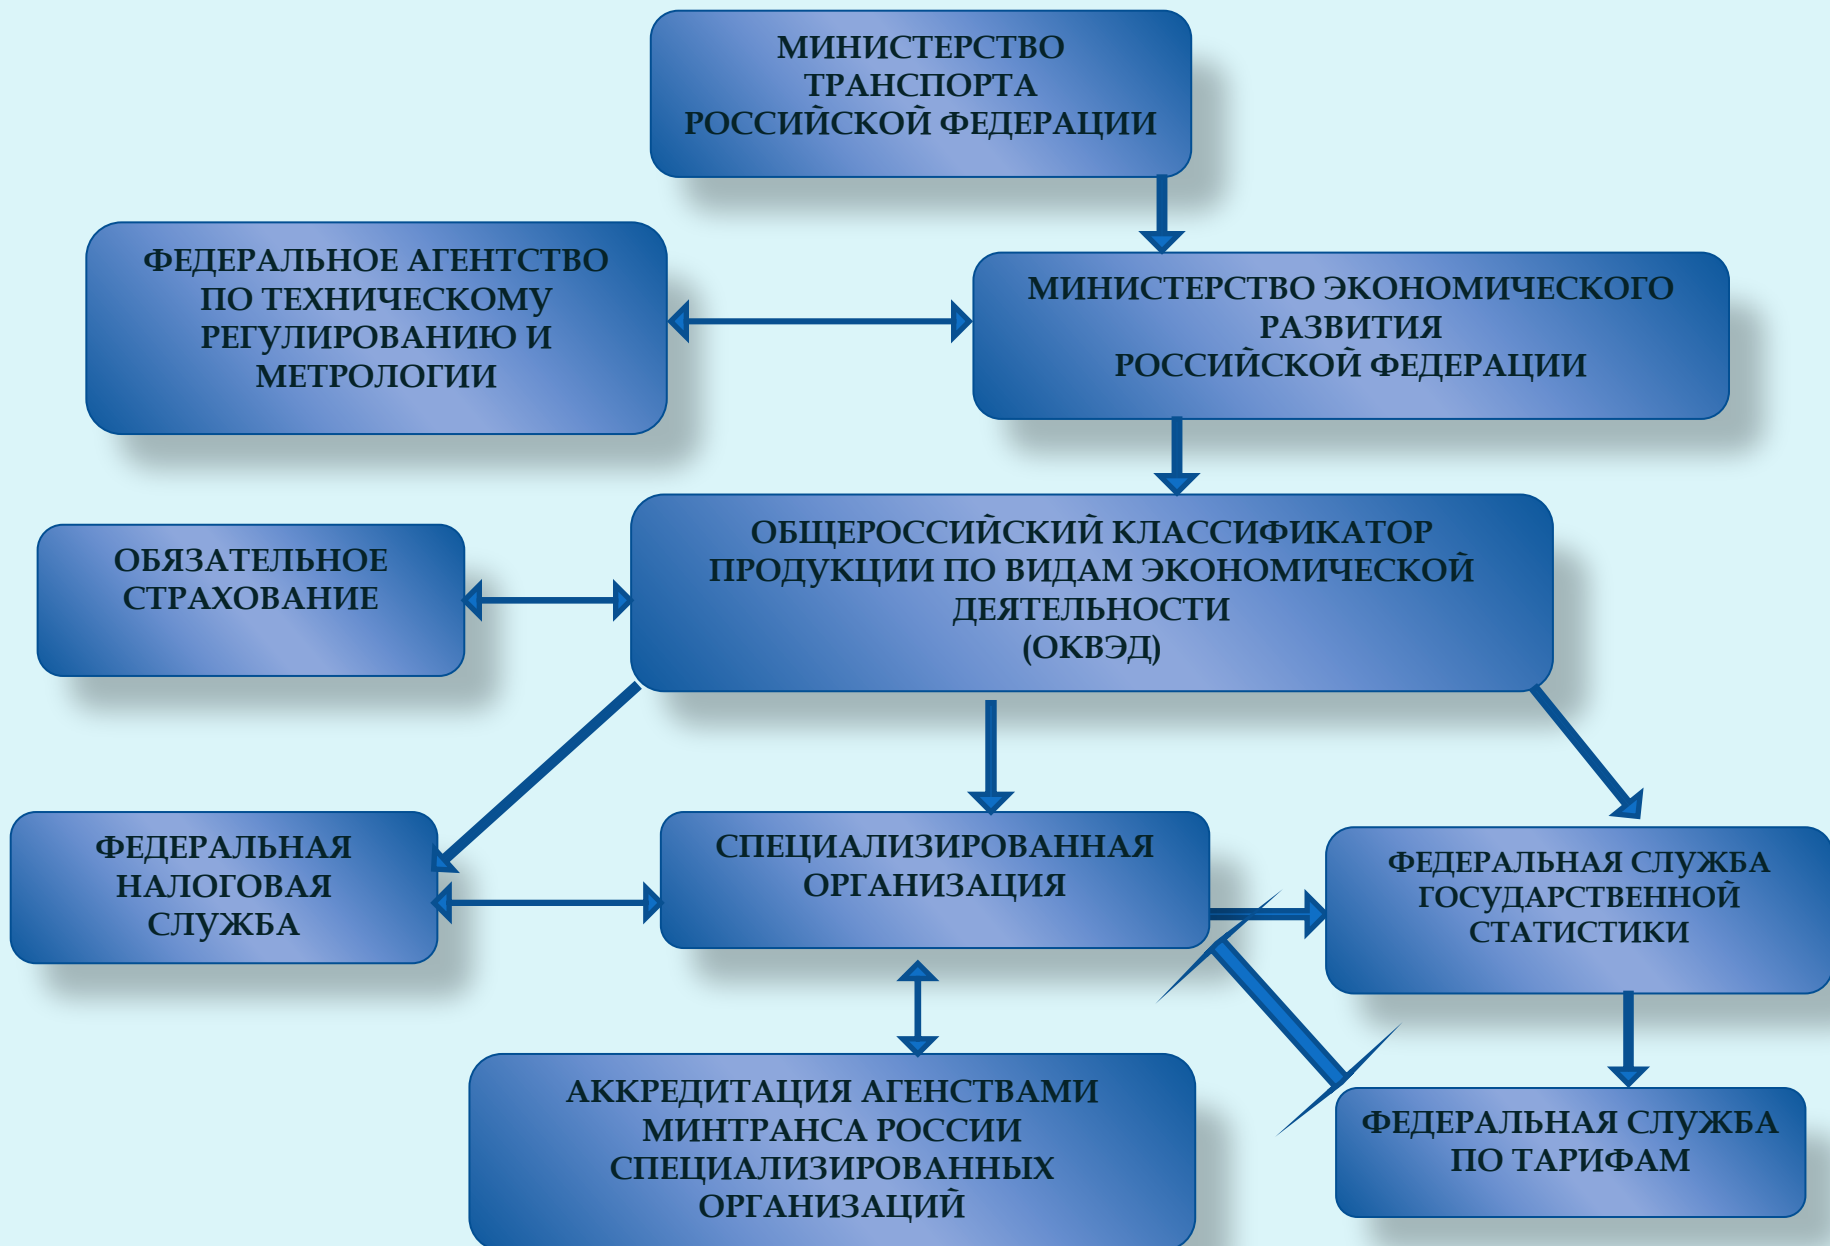 МИНИСТЕРСТВО
ТРАНСПОРТА
РОССИЙСКОЙ ФЕДЕРАЦИИ
ФЕДЕРАЛЬНОЕ АГЕНТСТВО
ПО ТЕХНИЧЕСКОМУ
РЕГУЛИРОВАНИЮ И
МЕТРОЛОГИИ
МИНИСТЕРСТВО ЭКОНОМИЧЕСКОГО
РАЗВИТИЯ
РОССИЙСКОЙ ФЕДЕРАЦИИ
ОБЯЗАТЕЛЬНОЕ
СТРАХОВАНИЕ
ОБЩЕРОССИЙСКИЙ КЛАССИФИКАТОР
ПРОДУКЦИИ ПО ВИДАМ ЭКОНОМИЧЕСКОЙ
ДЕЯТЕЛЬНОСТИ
(ОКВЭД)
ФЕДЕРАЛЬНАЯ
НАЛОГОВАЯ
СЛУЖБА
СПЕЦИАЛИЗИРОВАННАЯ
ОРГАНИЗАЦИЯ
ФЕДЕРАЛЬНАЯ СЛУЖБА
ГОСУДАРСТВЕННОЙ
СТАТИСТИКИ
АККРЕДИТАЦИЯ АГЕНСТВАМИ
МИНТРАНСА РОССИИ
СПЕЦИАЛИЗИРОВАННЫХ
ОРГАНИЗАЦИЙ
ФЕДЕРАЛЬНАЯ СЛУЖБА
ПО ТАРИФАМ